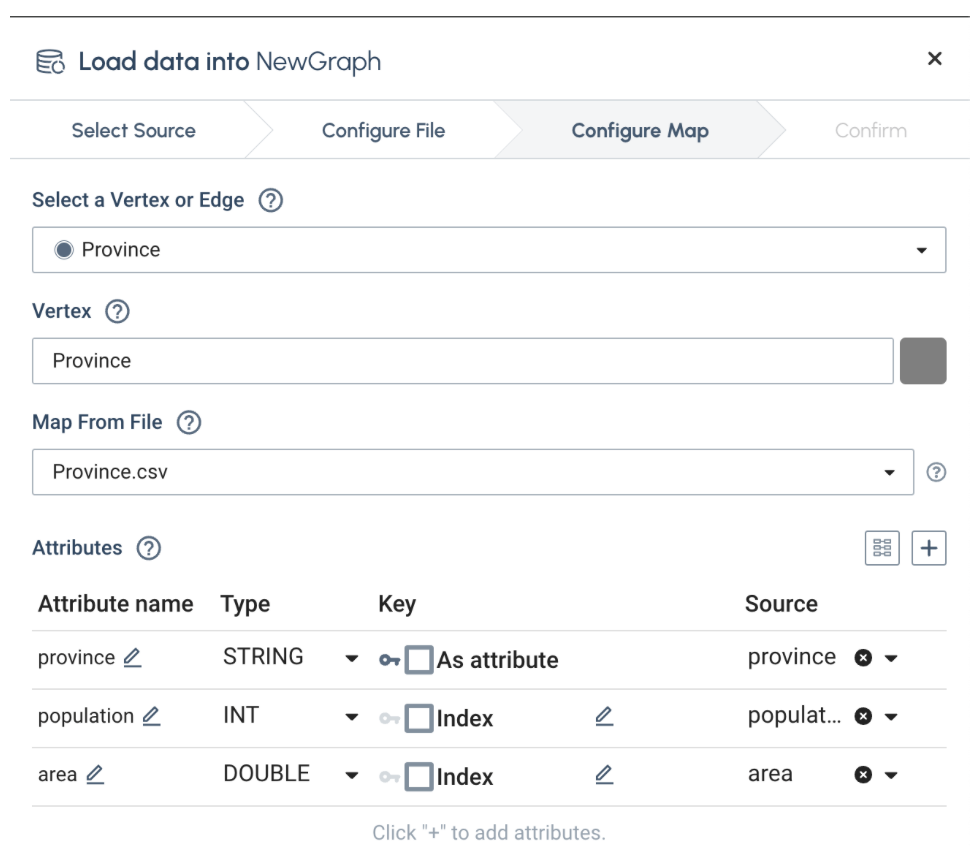 Load data into NewGraph
Select Source Configure File Configure Map Confirm
Select a Vertex or Edge
Province
Vertex
Province
Map From File
Province.csv
Attributes
Attribute name Type Key Source
province STRING As attribute province
population INT Index populat...
area DOUBLE Index area
Click "+" to add attributes.